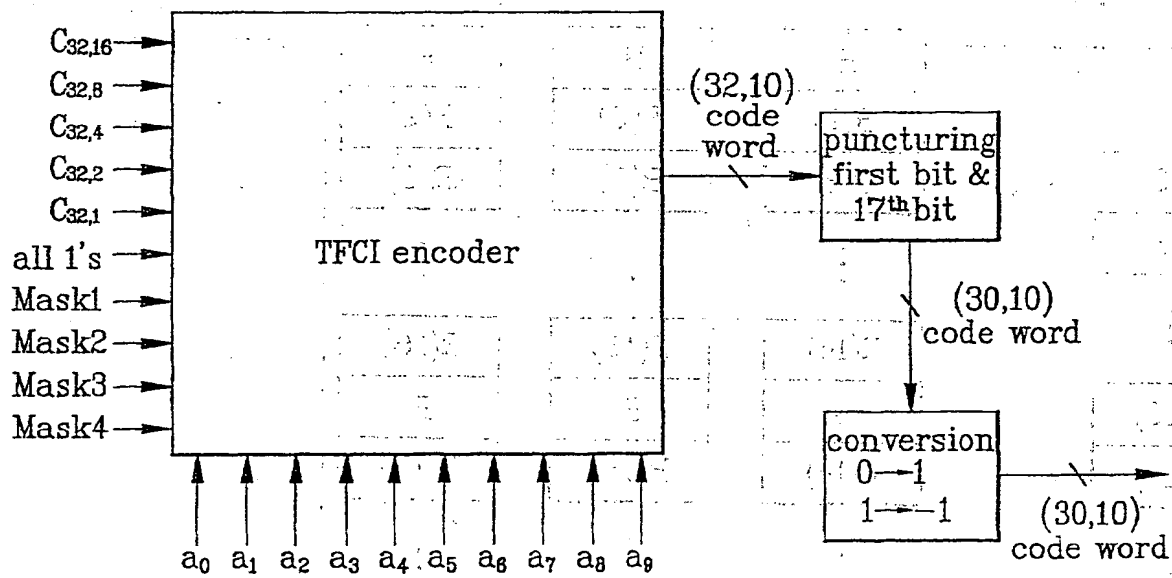 C32,16
C32,8
C32,4
C32,2
C32,1
all 1's
Mask1
Mask2
Mask3
Mask4
TFCI encoder
(32,10)
code
word
puncturing
first bit &
17th bit
(30,10)
code word
conversion
0→1
1→-1
(30,10)
code word
a0 a1 a2 a3 a4 a5 a6 a7 a8 a9